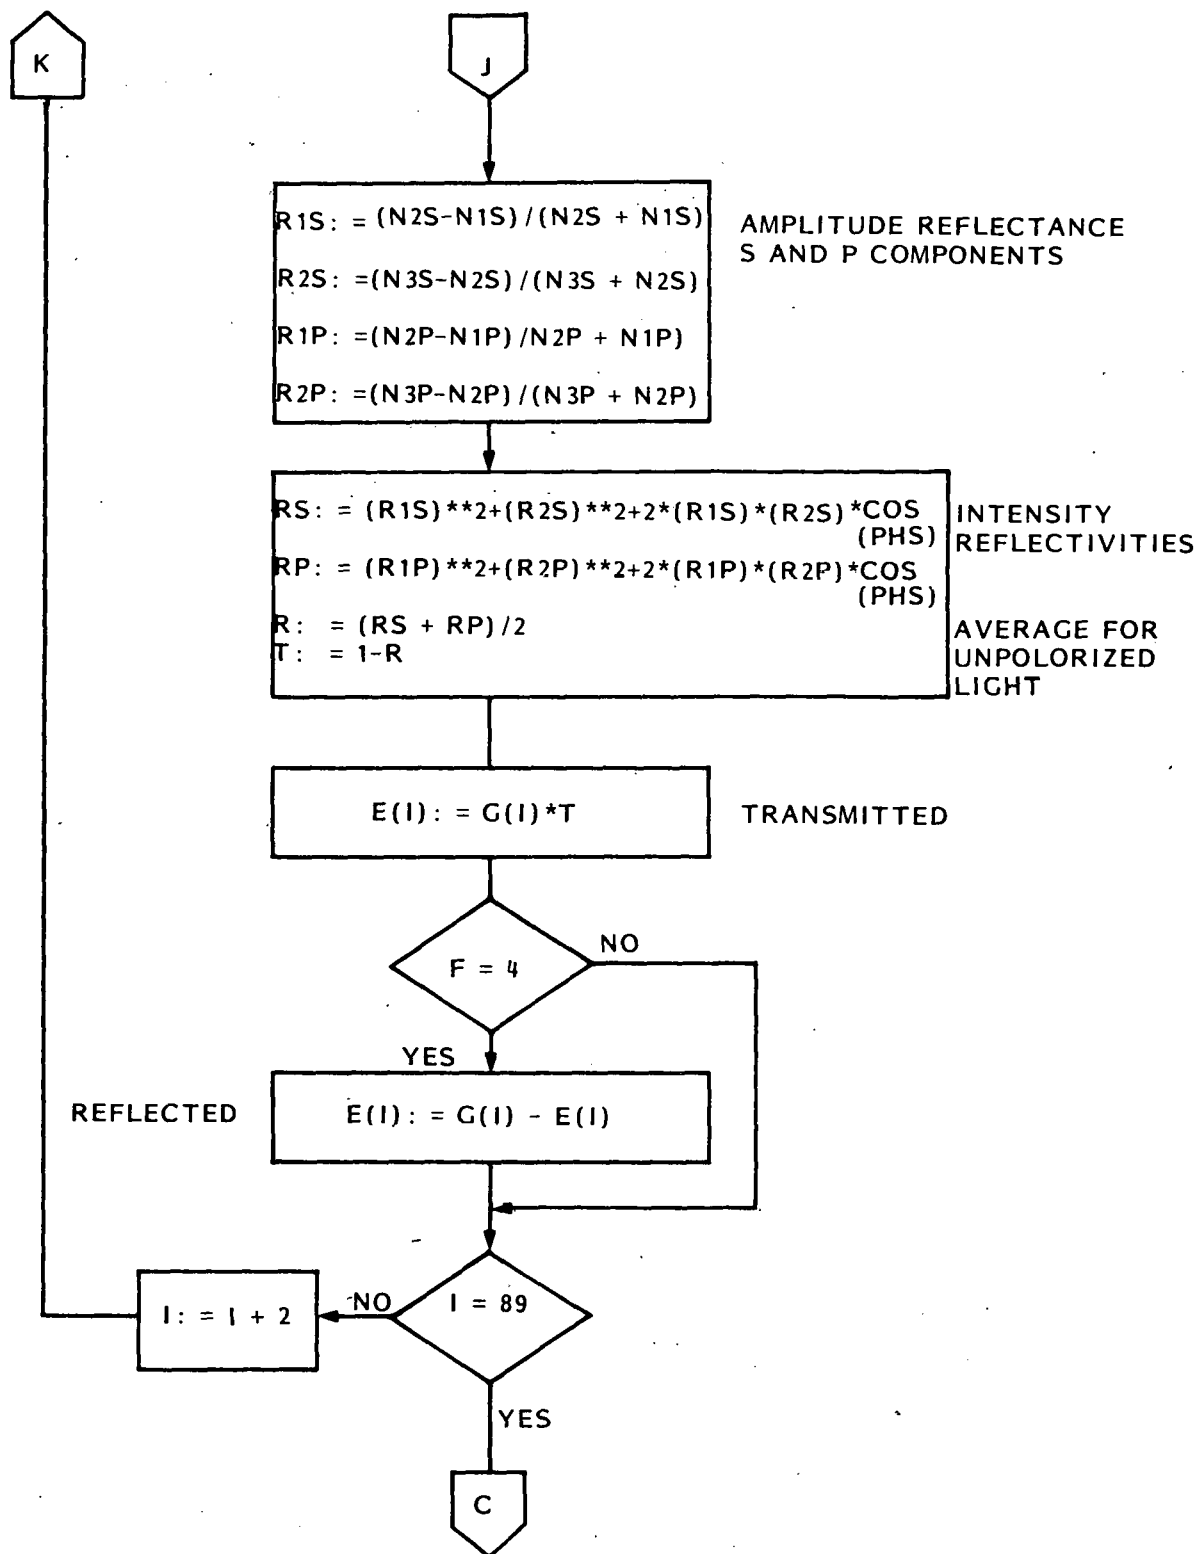 K
J
R1S: = (N2S-N1S)/(N2S + N1S)
R2S: =(N3S-N2S)/(N3S + N2S)
R1P: =(N2P-N1P)/N2P + N1P)
R2P: =(N3P-N2P)/(N3P + N2P)
AMPLITUDE REFLECTANCE
S AND P COMPONENTS
RS: = (R1S)**2+(R2S)**2+2*(R1S)*(R2S)*COS
(PHS)
RP: = (R1P)**2+(R2P)**2+2*(R1P)*(R2P)*COS
(PHS)
R: = (RS + RP)/2
T: = 1-R
INTENSITY
REFLECTIVITIES
AVERAGE FOR
UNPOLORIZED
LIGHT
E(I): = G(I)*T
TRANSMITTED
F = 4
NO
YES
REFLECTED
E(I): = G(I) - E(I)
I = 89
NO
I: = I + 2
YES
C